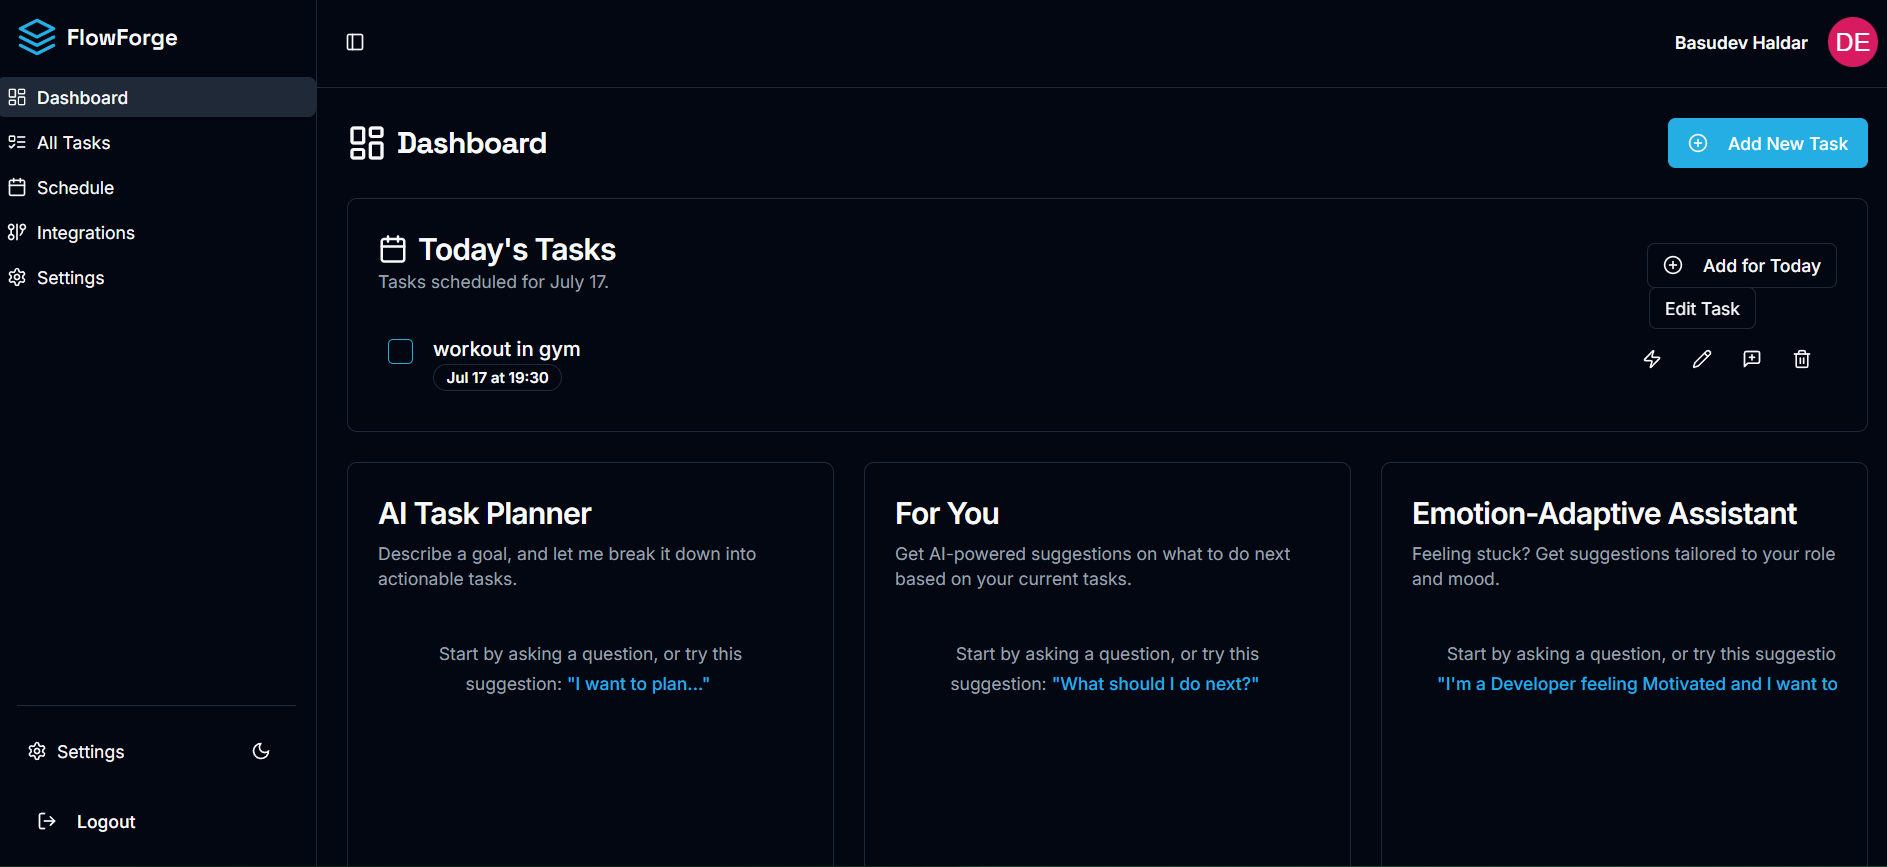 FlowForge
Dashboard
All Tasks
Schedule
Integrations
Settings
Settings
Logout
Basudev Haldar
DE
Dashboard
Add New Task
Today's Tasks
Tasks scheduled for July 17.
Add for Today
Edit Task
workout in gym
Jul 17 at 19:30
AI Task Planner
Describe a goal, and let me break it down into
actionable tasks.
Start by asking a question, or try this
suggestion: "I want to plan..."
For You
Get AI-powered suggestions on what to do next
based on your current tasks.
Start by asking a question, or try this
suggestion: "What should I do next?"
Emotion-Adaptive Assistant
Feeling stuck? Get suggestions tailored to your role
and mood.
Start by asking a question, or try this suggestio
"I'm a Developer feeling Motivated and I want to